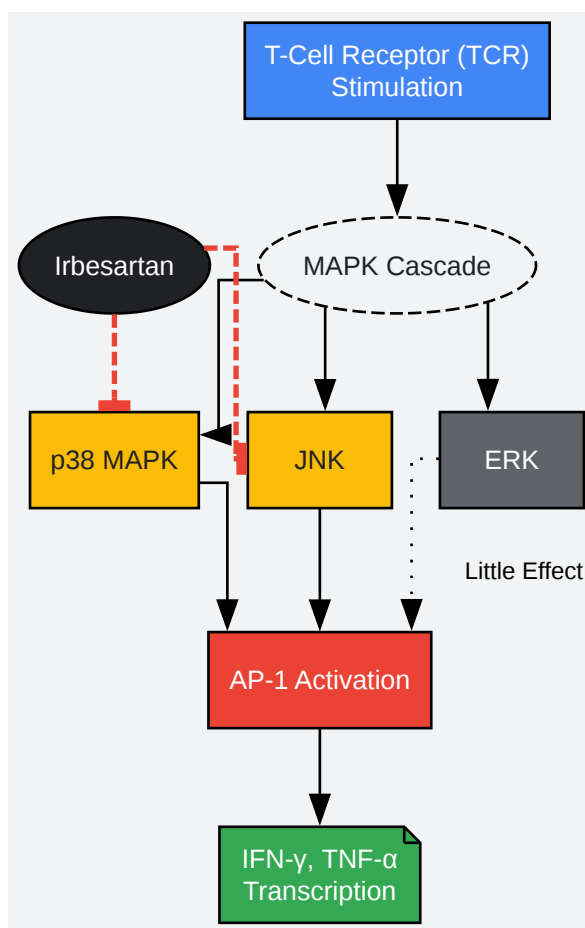 T-Cell Receptor (TCR)
Stimulation
Irbesartan
MAPK Cascade
p38 MAPK
JNK
ERK
Little Effect
AP-1 Activation
IFN-γ, TNF-α
Transcription